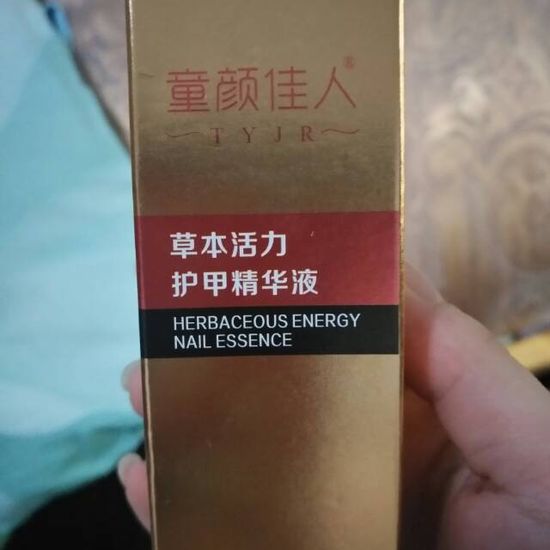 童颜佳人®
~TYJR~
草本活力
护甲精华液
HERBACEOUS ENERGY
NAIL ESSENCE